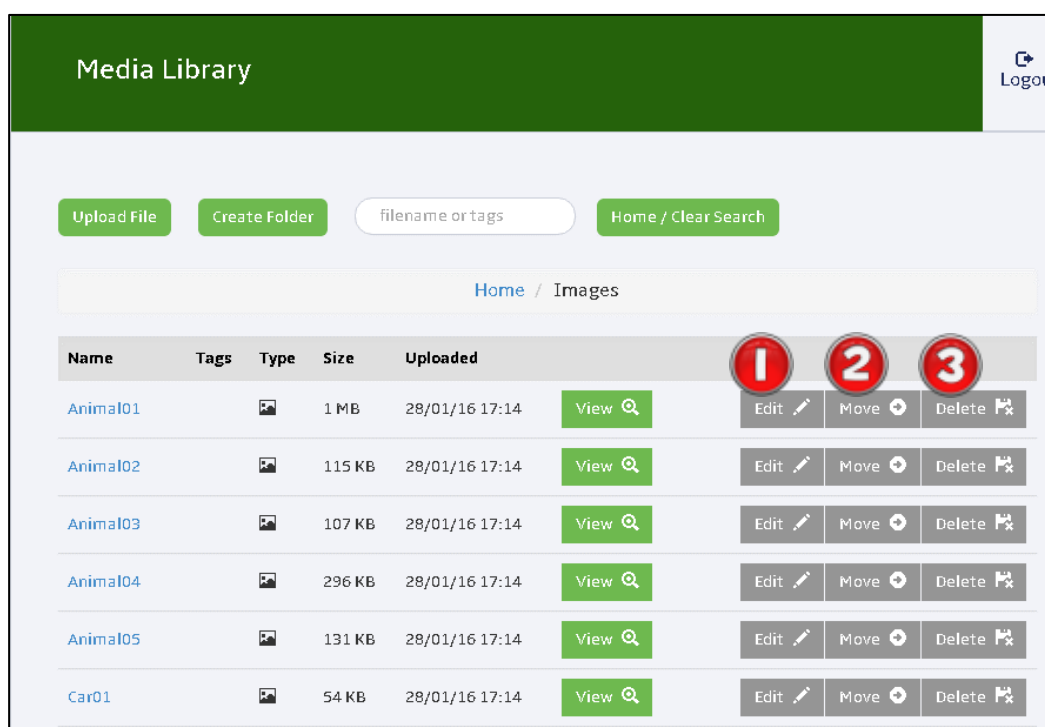 Media Library
Logou
Upload File Create Folder filename or tags Home / Clear Search
Home / Images
1 2 3
Name Tags Type Size Uploaded
Animal01 1 MB 28/01/16 17:14 View Edit Move Delete
Animal02 115 KB 28/01/16 17:14 View Edit Move Delete
Animal03 107 KB 28/01/16 17:14 View Edit Move Delete
Animal04 296 KB 28/01/16 17:14 View Edit Move Delete
Animal05 131 KB 28/01/16 17:14 View Edit Move Delete
Car01 54 KB 28/01/16 17:14 View Edit Move Delete